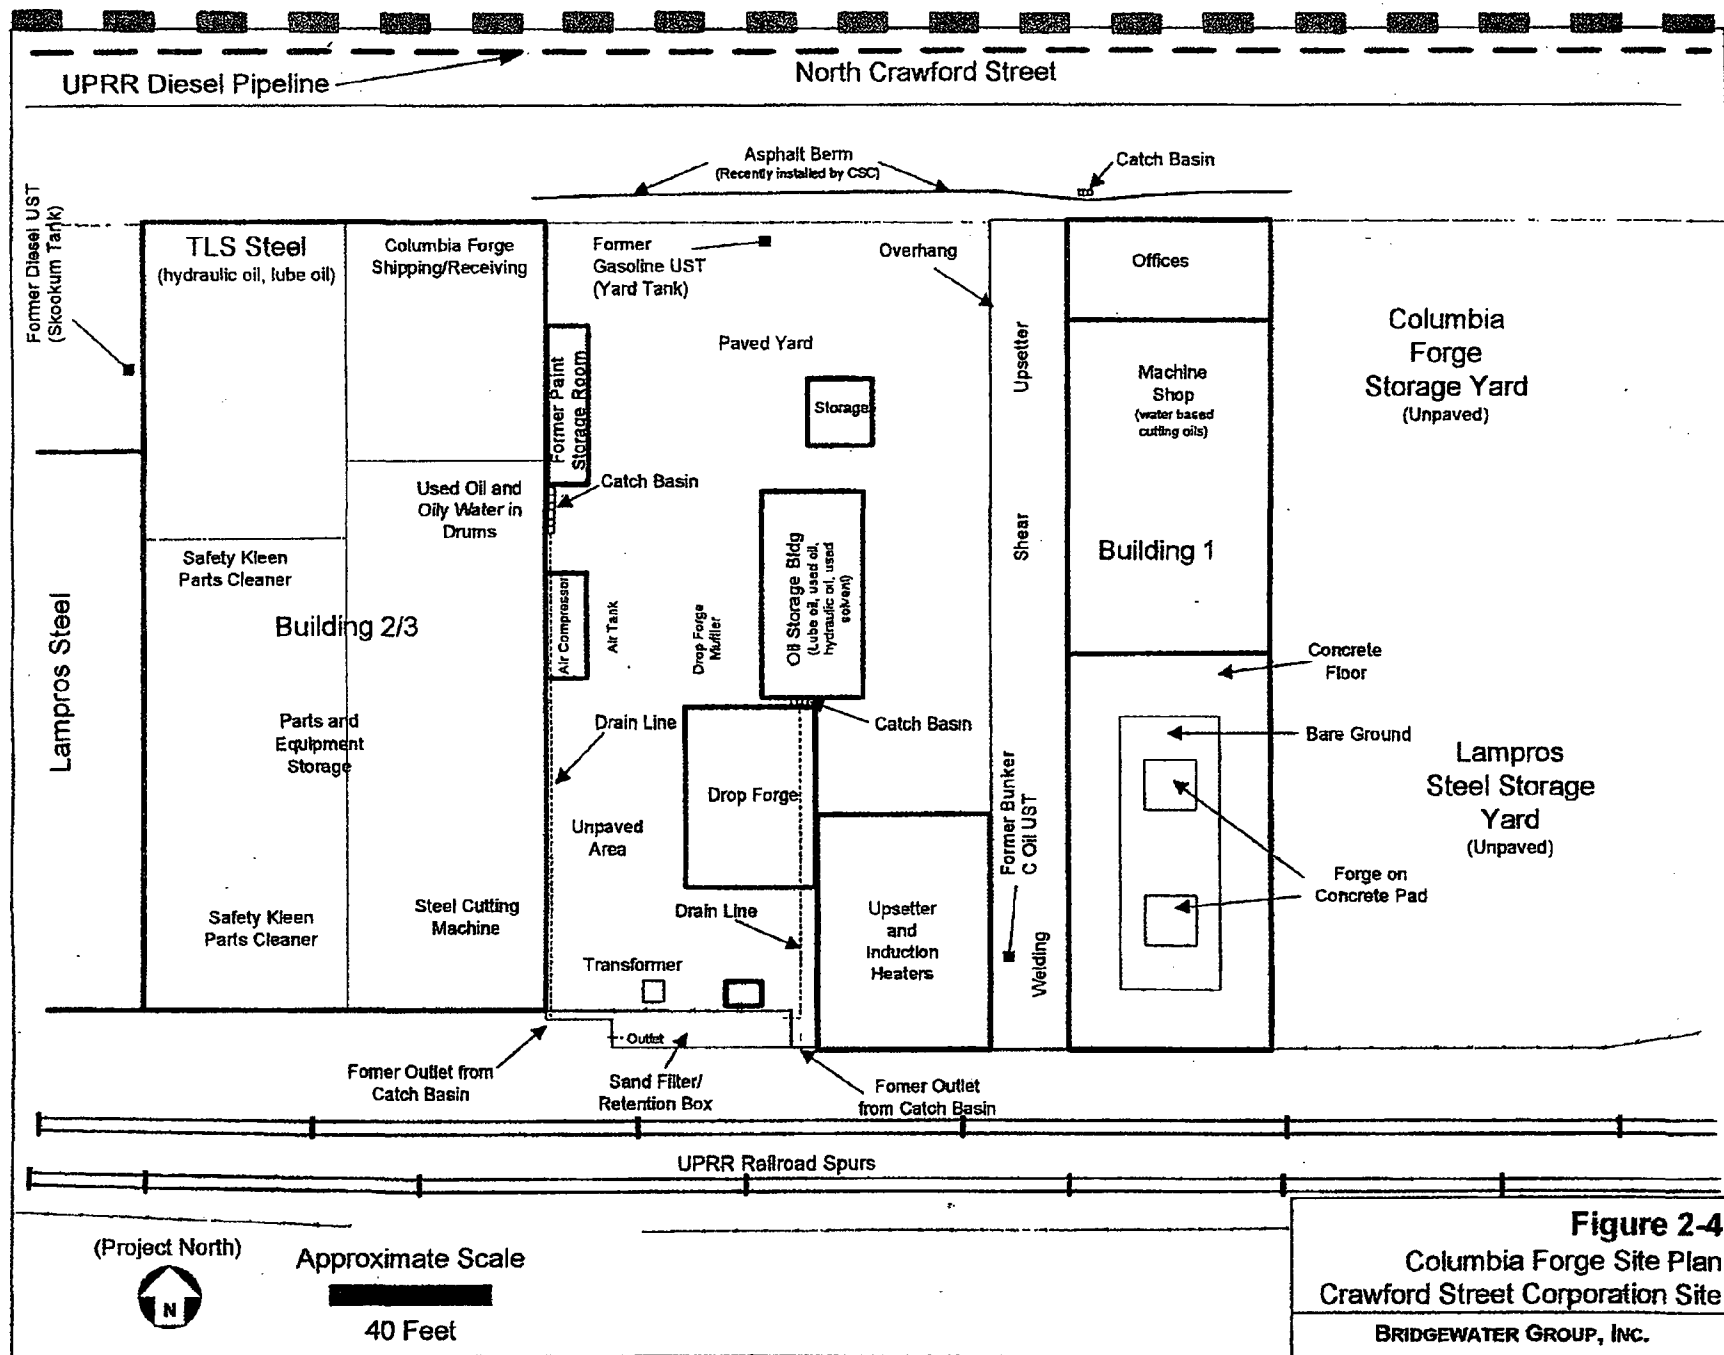 UPRR Diesel Pipeline
North Crawford Street
Asphalt Berm
(Recently installed by CSC)
Catch Basin
Former Diesel UST
(Skookum Tank)
TLS Steel
(hydraulic oil, lube oil)
Columbia Forge
Shipping/Receiving
Former
Gasoline UST
(Yard Tank)
Overhang
Offices
Paved Yard
Upsetter
Columbia
Forge
Storage Yard
(Unpaved)
Former Paint
Storage Room
Storage
Machine
Shop
(water based
cutting oils)
Used Oil and
Oily Water in
Drums
Catch Basin
Shear
Building 1
Safety Kleen
Parts Cleaner
Oil Storage Bldg
(Lube oil, used oil,
hydraulic oil, used
solvent)
Building 2/3
Air Compressor
Air Tank
Drop Forge
Muffler
Lampros Steel
Concrete
Floor
Parts and
Equipment
Storage
Drain Line
Catch Basin
Bare Ground
Drop Forge
Former Bunker
C Oil UST
Lampros
Steel Storage
Yard
(Unpaved)
Unpaved
Area
Forge on
Concrete Pad
Safety Kleen
Parts Cleaner
Steel Cutting
Machine
Drain Line
Upsetter
and
Induction
Heaters
Welding
Transformer
Outlet
Fomer Outlet from
Catch Basin
Sand Filter/
Retention Box
Fomer Outlet
from Catch Basin
UPRR Railroad Spurs
(Project North)
N
Approximate Scale
40 Feet
Figure 2-4
Columbia Forge Site Plan
Crawford Street Corporation Site
BRIDGEWATER GROUP, INC.